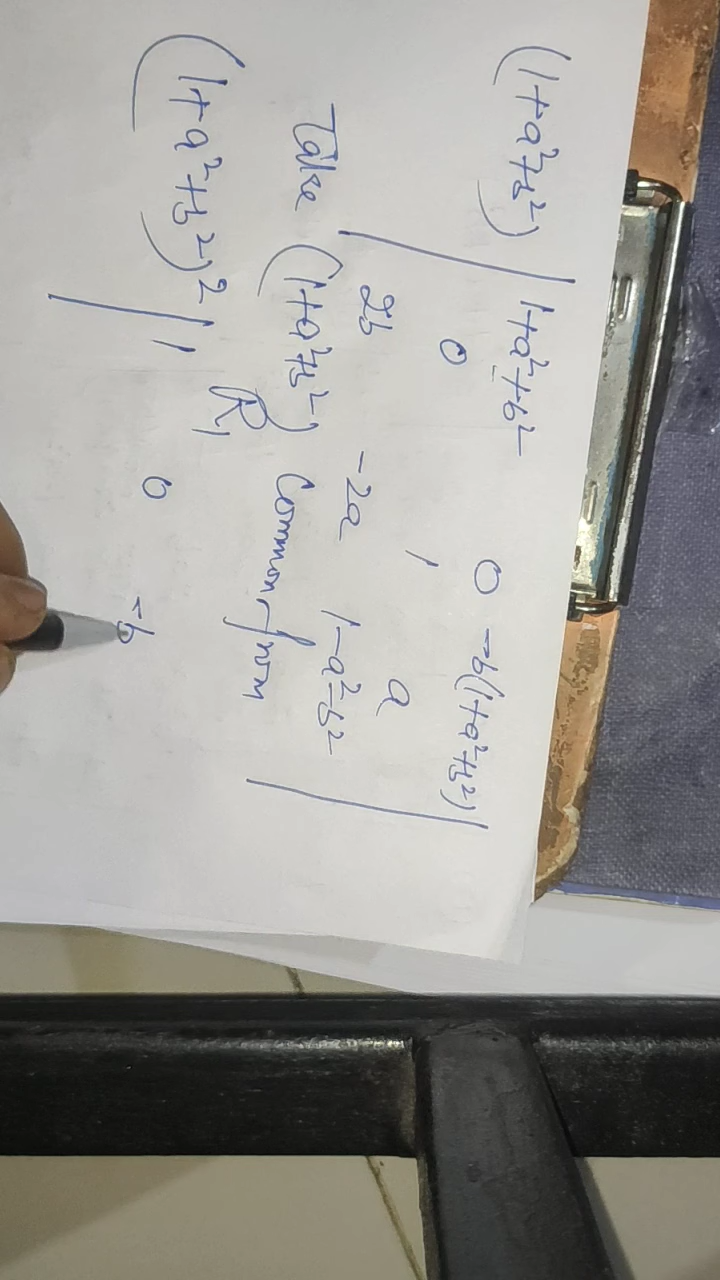 (1+a²+b²) | 1+a²+b² 0 -b(1+a²+b²) |
0 1 a
2b -2a 1-a²-b²
Take (1+a²+b²) common from
R₁
(1+a²+b²)² | 1 0 -b